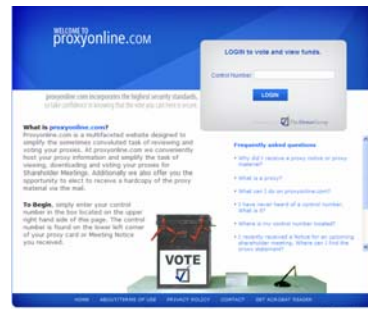 WELCOME TO
proxyonline.COM
LOGIN to vote and view funds.
Control Number:
LOGIN
proxyonline.com incorporates the highest security standards,
so take confidence in knowing that the vote you cast here is secure.
What is proxyonline.com?
Proxyonline.com is a multifaceted website designed to
simplify the sometimes convoluted task of reviewing and
voting your proxies. At proxyonline.com we conveniently
host your proxy information and simplify the task of
viewing, downloading and voting your proxies for
Shareholder Meetings. Additionally we also offer you the
opportunity to elect to receive a hardcopy of the proxy
material via the mail.
To Begin, simply enter your control
number in the box located on the upper
right hand side of this page. The control
number is found on the lower left corner
of your proxy card or Meeting Notice
you received.
Frequently asked questions
• Why did I receive a proxy notice or proxy
material?
• What is a proxy?
• What can I do on proxyonline.com?
• I have never heard of a control number.
What is it?
• Where is my control number located?
• I recently received a Notice for an upcoming
shareholder meeting. Where can I find the
proxy statement?
VOTE
HOME ABOUT/TERMS OF USE PRIVACY POLICY CONTACT GET ACROBAT READER